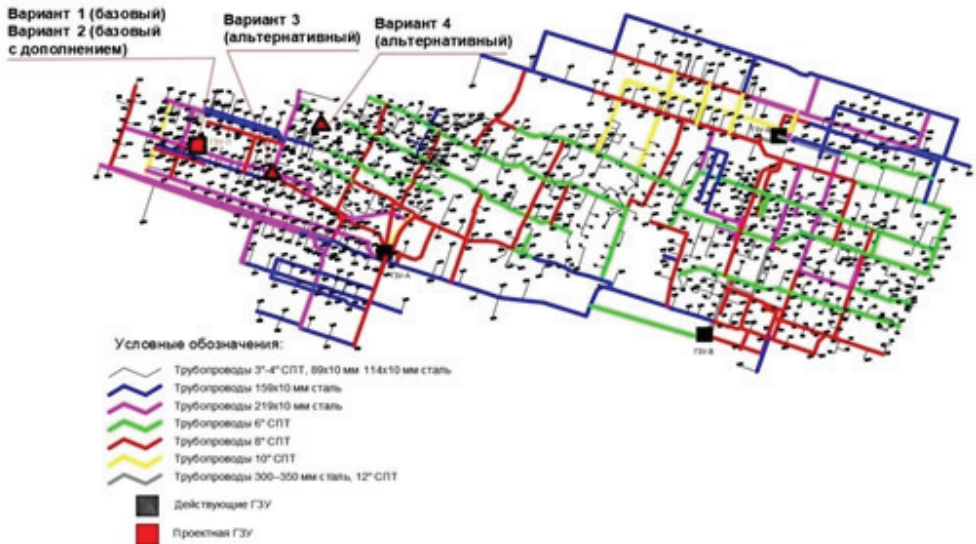 Вариант 1 (базовый)
Вариант 2 (базовый
с дополнением)
Вариант 3
(альтернативный)
Вариант 4
(альтернативный)
ГЗУ-А
ГЗУ-В
Условные обозначения:
Трубопроводы 3"-4" СПТ, 89х10 мм 114х10 мм сталь
Трубопроводы 159х10 мм сталь
Трубопроводы 219х10 мм сталь
Трубопроводы 6" СПТ
Трубопроводы 8" СПТ
Трубопроводы 10" СПТ
Трубопроводы 300–350 мм сталь, 12" СПТ
Действующие ГЗУ
Проектная ГЗУ